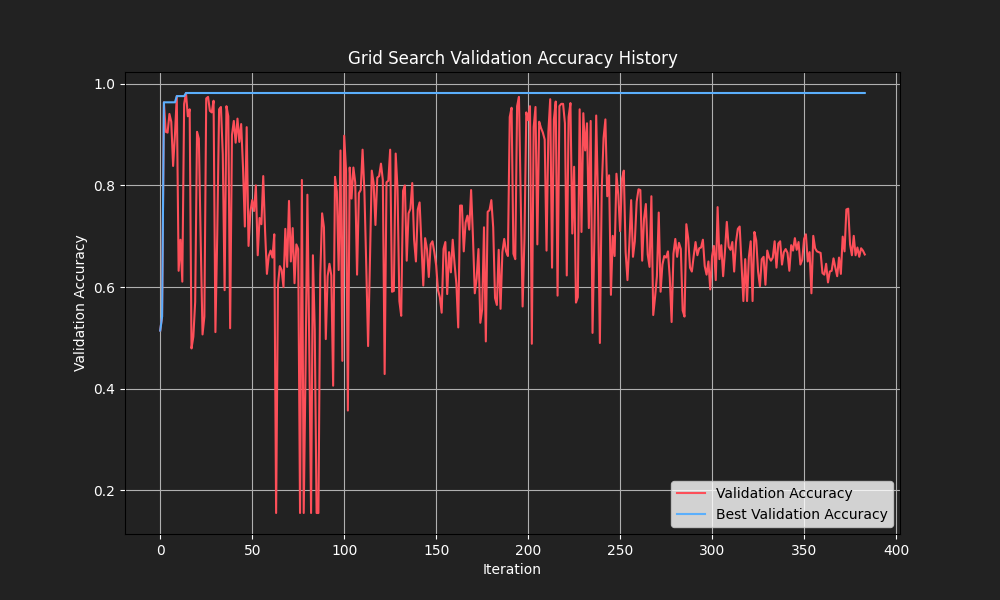 Grid Search Validation Accuracy History
1.0
0.8
0.6
0.4
0.2
Validation Accuracy
0 50 100 150 200 250 300 350 400
Iteration
Validation Accuracy
Best Validation Accuracy